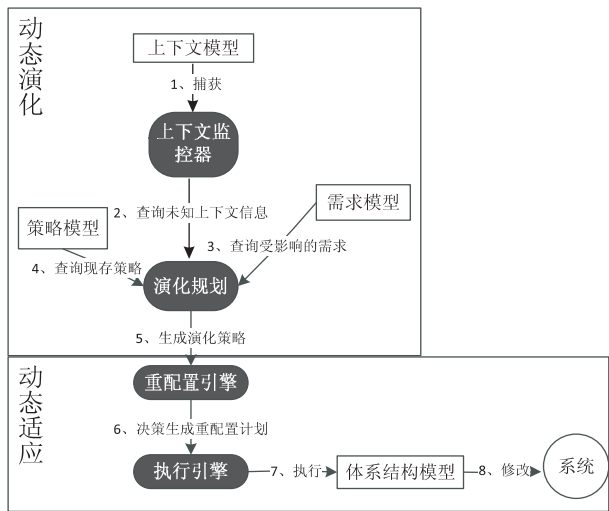 动态演化
上下文模型
1、捕获
上下文监
控器
2、查询未知上下文信息
需求模型
策略模型
3、查询受影响的需求
4、查询现存策略
演化规划
5、生成演化策略
动态适应
重配置引擎
6、决策生成重配置计划
执行引擎
7、执行
体系结构模型
8、修改
系统